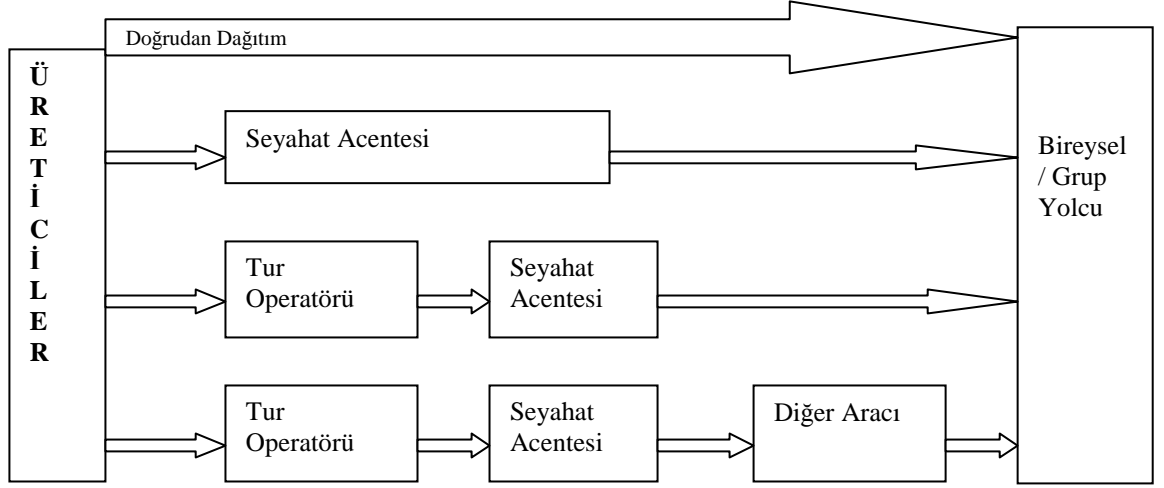 Doğrudan Dağıtım
Ü
R
E
T
İ
C
İ
L
E
R
Seyahat Acentesi
Bireysel
/ Grup
Yolcu
Tur
Operatörü
Seyahat
Acentesi
Tur
Operatörü
Seyahat
Acentesi
Diğer Aracı